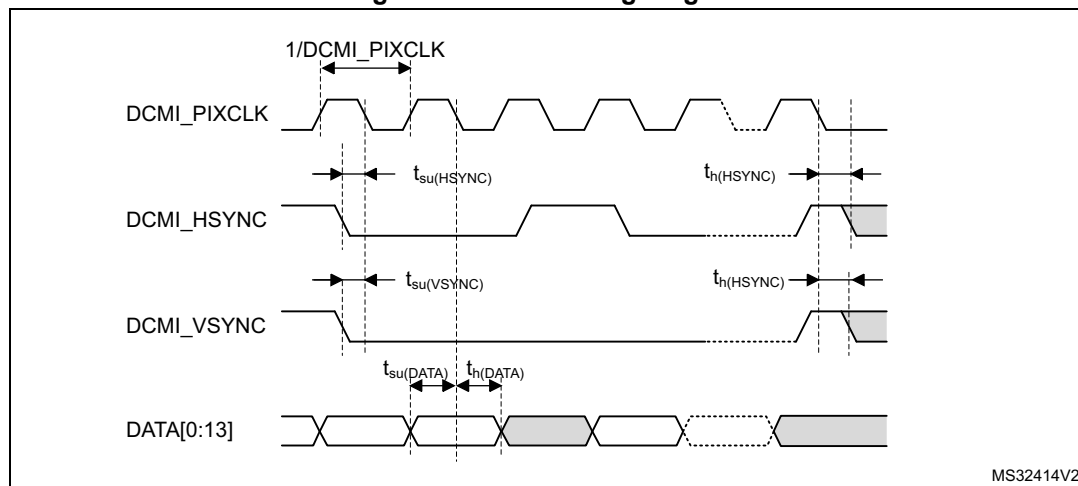 1/DCMI_PIXCLK
DCMI_PIXCLK
tsu(HSYNC) th(HSYNC)
DCMI_HSYNC
tsu(VSYNC) th(HSYNC)
DCMI_VSYNC
tsu(DATA) th(DATA)
DATA[0:13]
MS32414V2